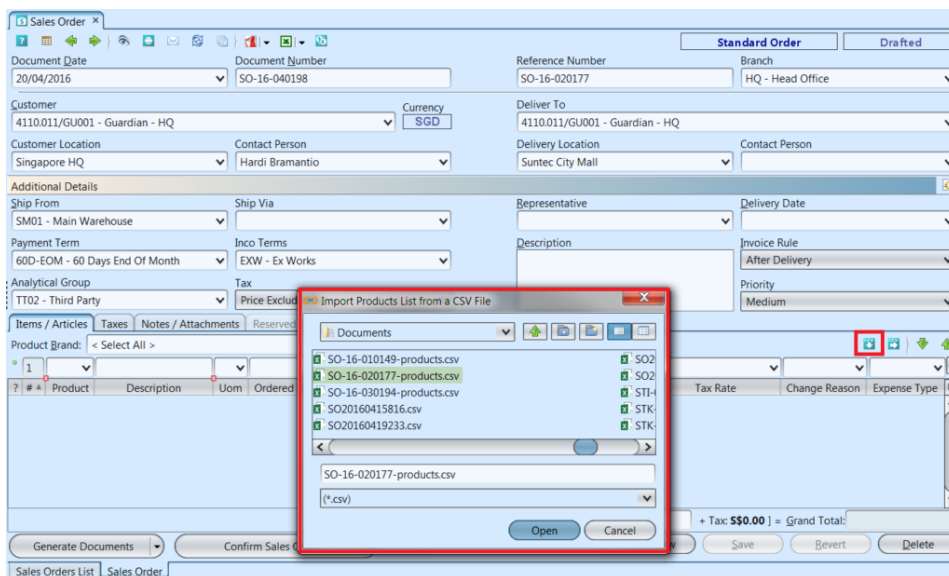 Sales Order ×
Standard Order Drafted
Document Date Document Number Reference Number Branch
20/04/2016 SO-16-040198 SO-16-020177 HQ - Head Office
Customer Currency Deliver To
4110.011/GU001 - Guardian - HQ SGD 4110.011/GU001 - Guardian - HQ
Customer Location Contact Person Delivery Location Contact Person
Singapore HQ Hardi Bramantio Suntec City Mall
Additional Details
Ship From Ship Via Representative Delivery Date
SM01 - Main Warehouse
Payment Term Inco Terms Description Invoice Rule
60D-EOM - 60 Days End Of Month EXW - Ex Works After Delivery
Analytical Group Tax Priority
TT02 - Third Party Price Exclud Medium
Import Products List from a CSV File
Documents
SO-16-010149-products.csv
SO-16-020177-products.csv
SO-16-030194-products.csv
SO20160415816.csv
SO20160419233.csv
SO2
SO2
STI-
STK-
STK-
SO-16-020177-products.csv
(*.csv)
Open Cancel
Items / Articles Taxes Notes / Attachments Reserved
Product Brand: < Select All >
1
? # Product Description Uom Ordered Tax Rate Change Reason Expense Type
+ Tax: S$0.00 ] = Grand Total:
Generate Documents Confirm Sales Save Revert Delete
Sales Orders List Sales Order